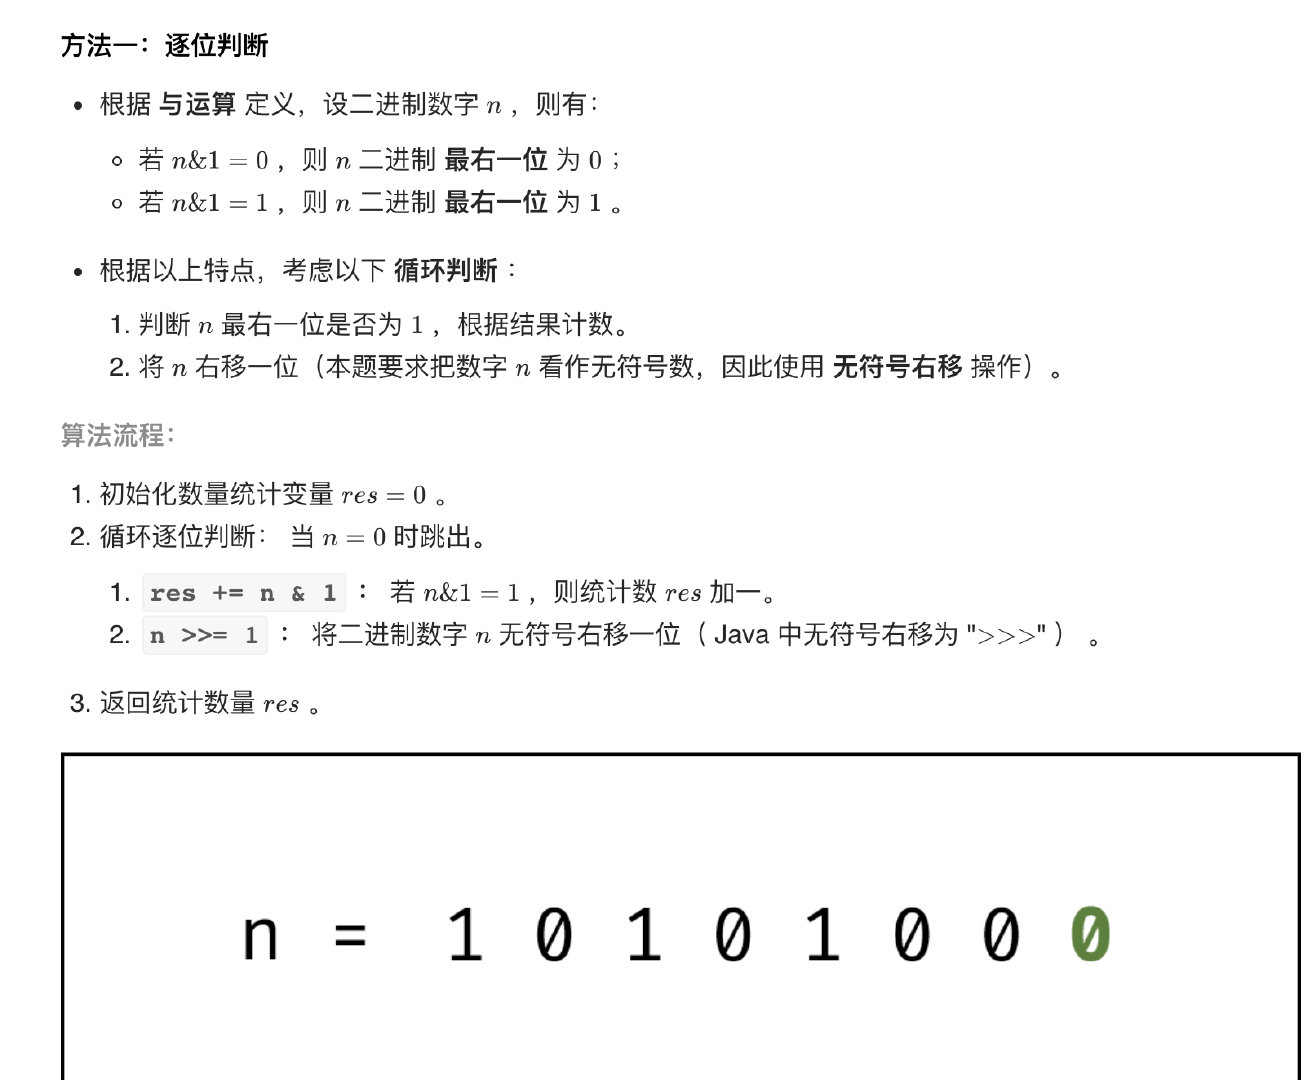 方法一：逐位判断
• 根据 与运算 定义，设二进制数字 n ，则有：
◦ 若 n&1 = 0 ，则 n 二进制 最右一位 为 0 ；
◦ 若 n&1 = 1 ，则 n 二进制 最右一位 为 1 。
• 根据以上特点，考虑以下 循环判断 ：
1. 判断 n 最右一位是否为 1 ，根据结果计数。
2. 将 n 右移一位（本题要求把数字 n 看作无符号数，因此使用 无符号右移 操作）。
算法流程：
1. 初始化数量统计变量 res = 0 。
2. 循环逐位判断： 当 n = 0 时跳出。
1. res += n & 1 ： 若 n&1 = 1 ，则统计数 res 加一。
2. n >>= 1 ： 将二进制数字 n 无符号右移一位（ Java 中无符号右移为 ">>>" ） 。
3. 返回统计数量 res 。
n = 1 0 1 0 1 0 0 0